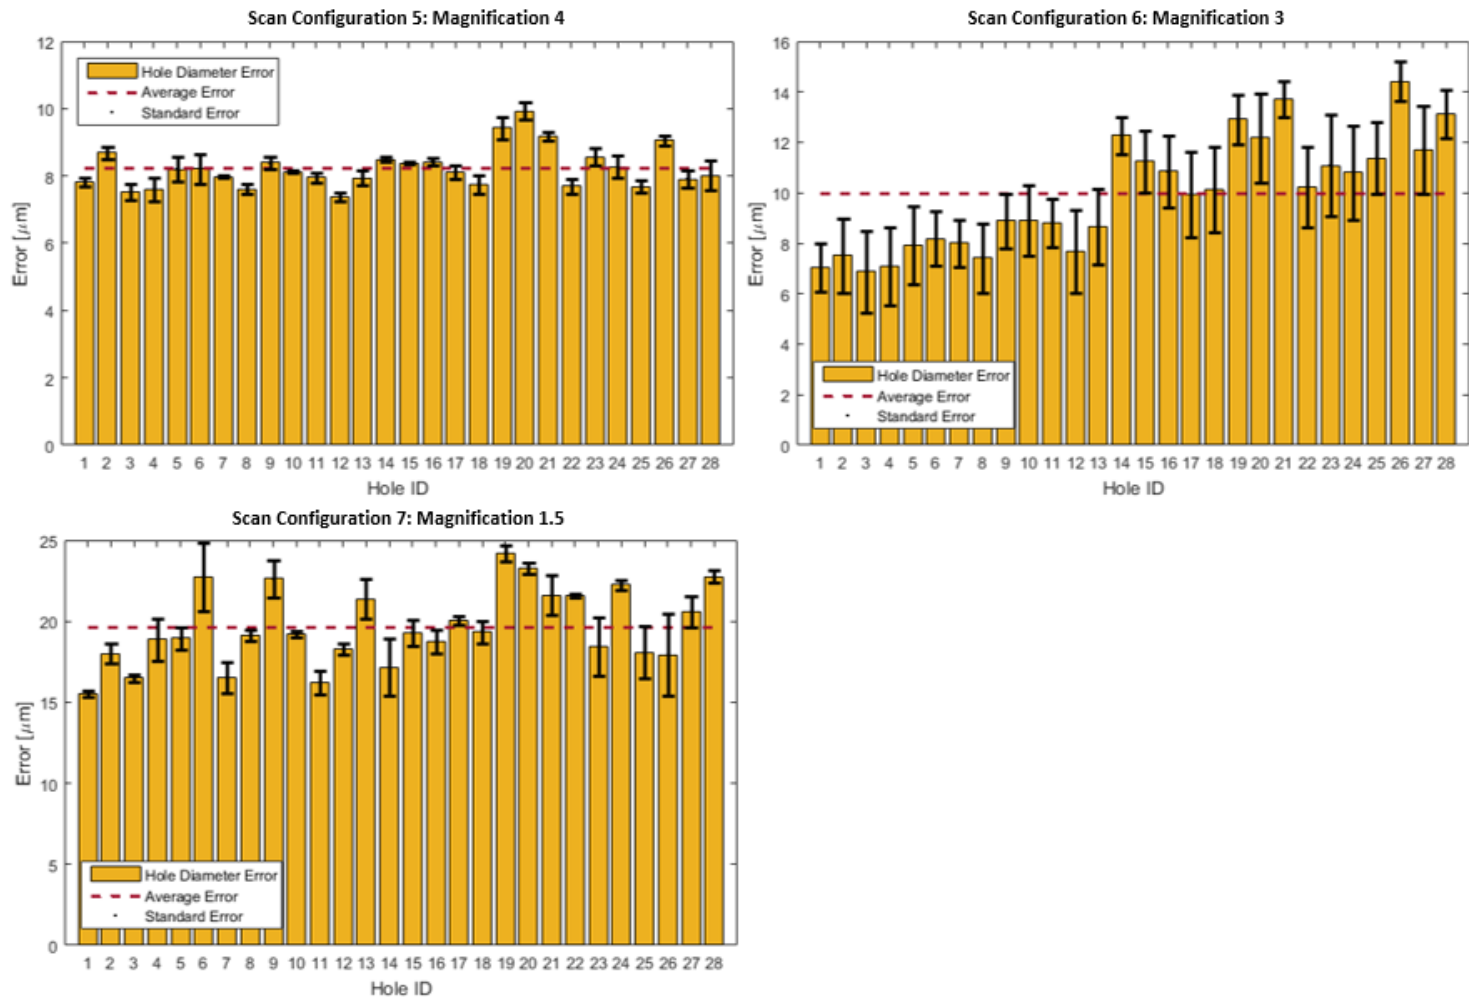 Scan Configuration 5: Magnification 4
12
10
8
6
4
2
0
Error [μm]
Hole Diameter Error
Average Error
Standard Error
1 2 3 4 5 6 7 8 9 10 11 12 13 14 15 16 17 18 19 20 21 22 23 24 25 26 27 28
Hole ID
Scan Configuration 6: Magnification 3
16
14
12
10
8
6
4
2
0
Error [μm]
Hole Diameter Error
Average Error
Standard Error
1 2 3 4 5 6 7 8 9 10 11 12 13 14 15 16 17 18 19 20 21 22 23 24 25 26 27 28
Hole ID
Scan Configuration 7: Magnification 1.5
25
20
15
10
5
0
Error [μm]
Hole Diameter Error
Average Error
Standard Error
1 2 3 4 5 6 7 8 9 10 11 12 13 14 15 16 17 18 19 20 21 22 23 24 25 26 27 28
Hole ID